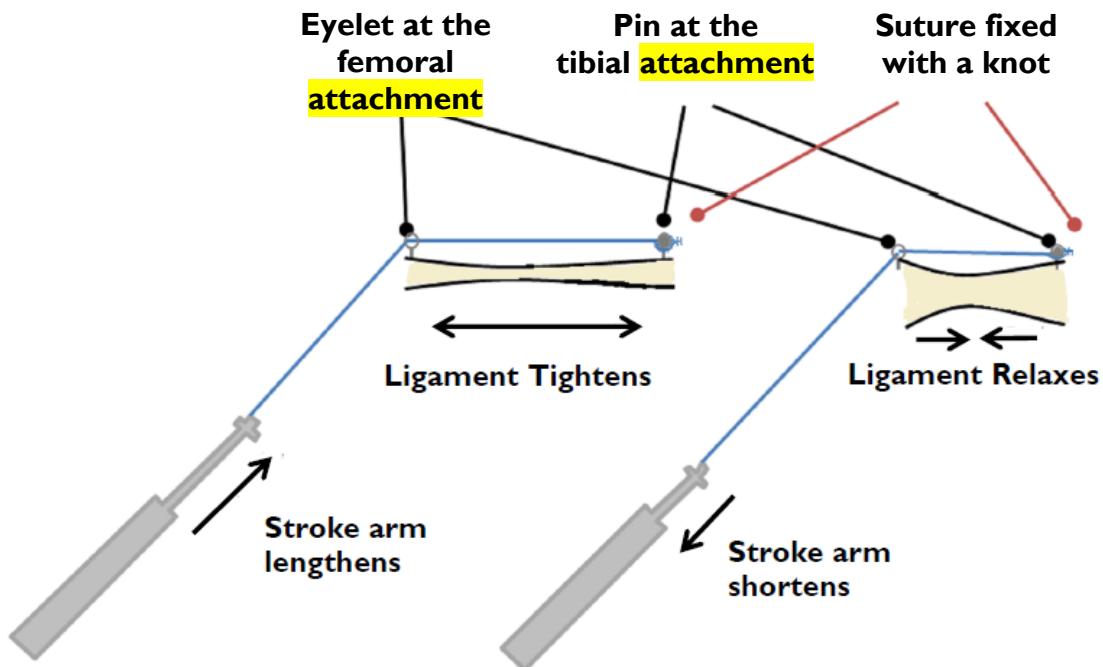 Eyelet at the
femoral
attachment
Pin at the
tibial attachment
Suture fixed
with a knot
Ligament Tightens
Ligament Relaxes
Stroke arm
lengthens
Stroke arm
shortens